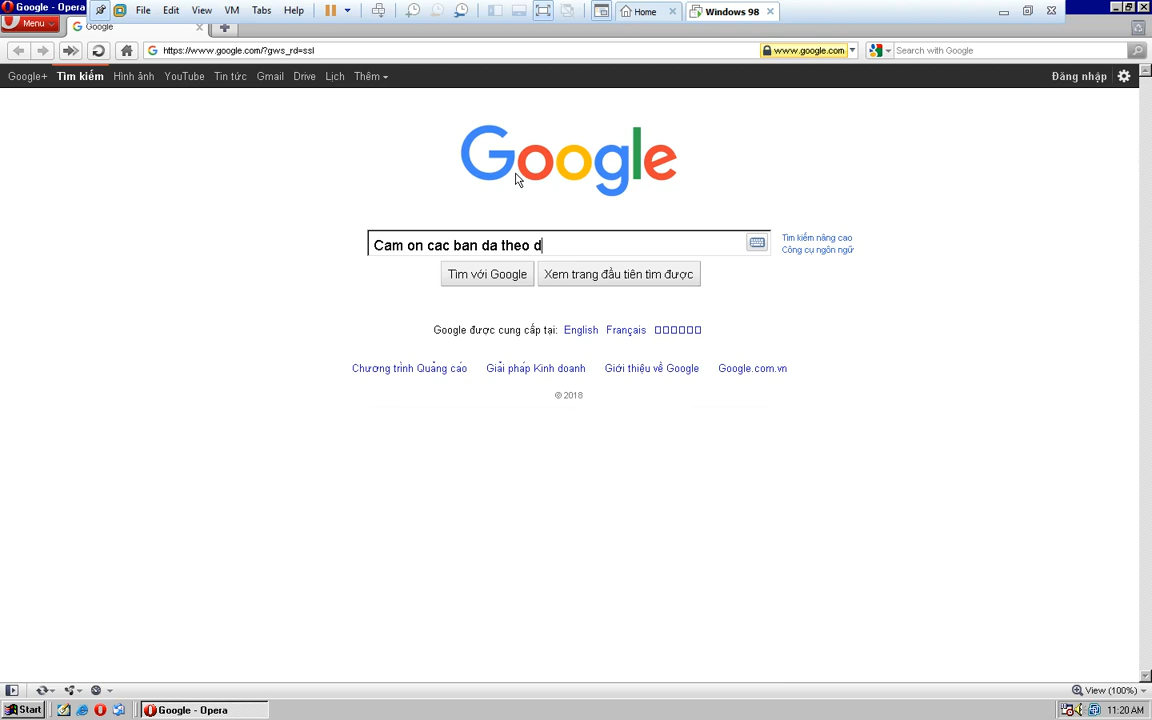 Google - Opera
File Edit View VM Tabs Help
Home
Windows 98
Menu
Google
https://www.google.com/?gws_rd=ssl
www.google.com
Search with Google
Google+ Tìm kiếm Hình ảnh YouTube Tin tức Gmail Drive Lịch Thêm
Đăng nhập
Google
Cam on cac ban da theo d
Tìm kiếm nâng cao
Công cụ ngôn ngữ
Tìm với Google
Xem trang đầu tiên tìm được
Google được cung cấp tại: English Français
Chương trình Quảng cáo Giải pháp Kinh doanh Giới thiệu về Google Google.com.vn
© 2018
View (100%)
Start
Google - Opera
11:20 AM